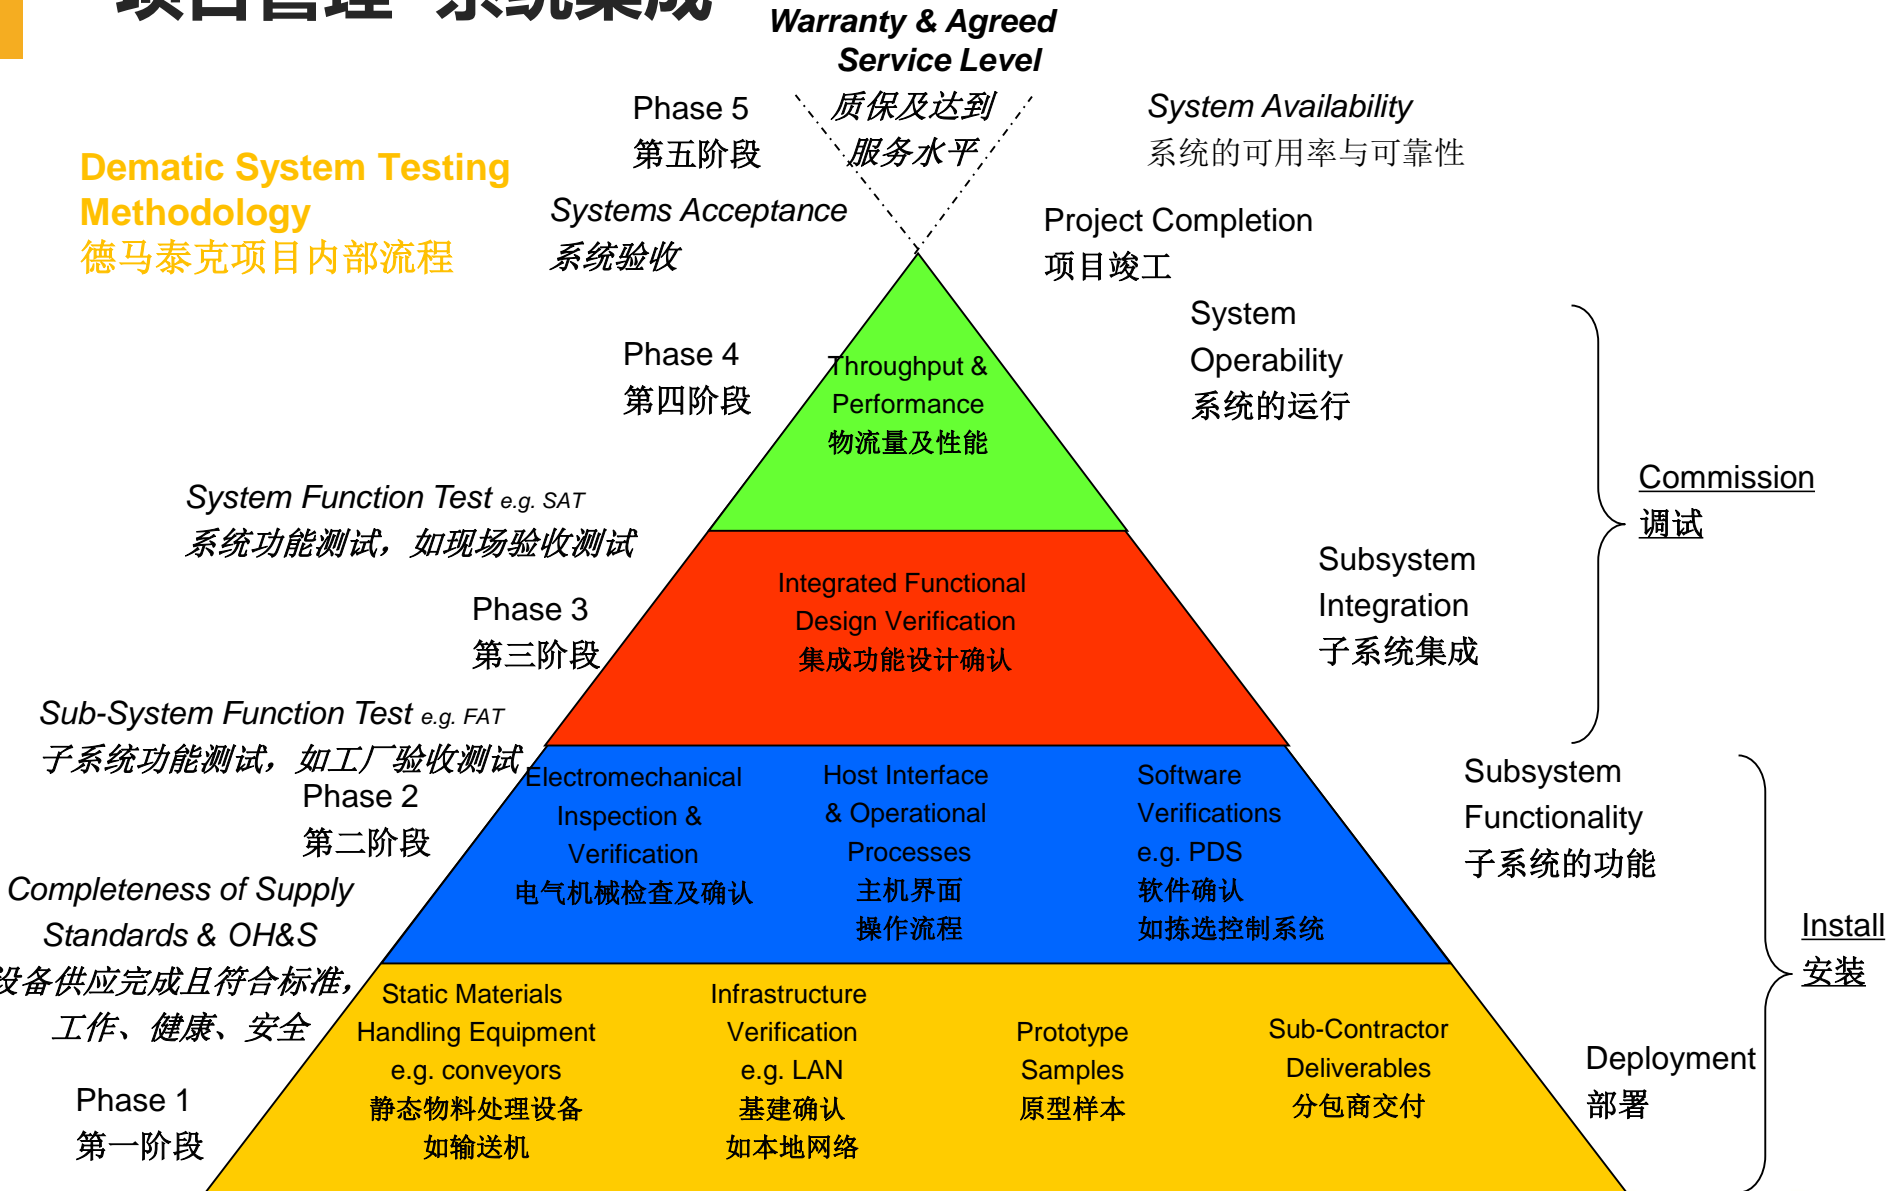 项目管理-系统集成
Warranty & Agreed
Service Level
质保及达到
服务水平
Phase 5
第五阶段
System Availability
系统的可用率与可靠性
Dematic System Testing
Methodology
德马泰克项目内部流程
Systems Acceptance
系统验收
Project Completion
项目竣工
Phase 4
第四阶段
Throughput &
Performance
物流量及性能
System
Operability
系统的运行
System Function Test e.g. SAT
系统功能测试，如现场验收测试
Commission
调试
Phase 3
第三阶段
Integrated Functional
Design Verification
集成功能设计确认
Subsystem
Integration
子系统集成
Sub-System Function Test e.g. FAT
子系统功能测试，如工厂验收测试
Phase 2
第二阶段
Electromechanical
Inspection &
Verification
电气机械检查及确认
Host Interface
& Operational
Processes
主机界面
操作流程
Software
Verifications
e.g. PDS
软件确认
如拣选控制系统
Subsystem
Functionality
子系统的功能
Completeness of Supply
Standards & OH&S
设备供应完成且符合标准，
工作、健康、安全
Install
安装
Phase 1
第一阶段
Static Materials
Handling Equipment
e.g. conveyors
静态物料处理设备
如输送机
Infrastructure
Verification
e.g. LAN
基建确认
如本地网络
Prototype
Samples
原型样本
Sub-Contractor
Deliverables
分包商交付
Deployment
部署